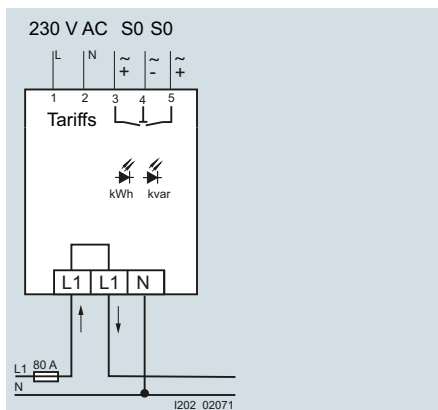 230 V AC S0 S0
L N ~ ~ ~
+ - +
1 2 3 4 5
Tariffs
kWh kvar
L1 L1 N
L1 80 A
N
I202_02071